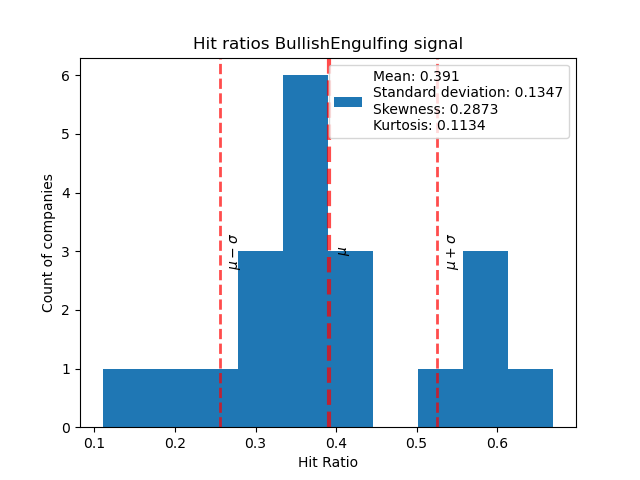 Hit ratios BullishEngulfing signal
Mean: 0.391
Standard deviation: 0.1347
Skewness: 0.2873
Kurtosis: 0.1134
6
5
4
3
2
1
0
Count of companies
μ − σ
μ
μ + σ
0.1 0.2 0.3 0.4 0.5 0.6
Hit Ratio